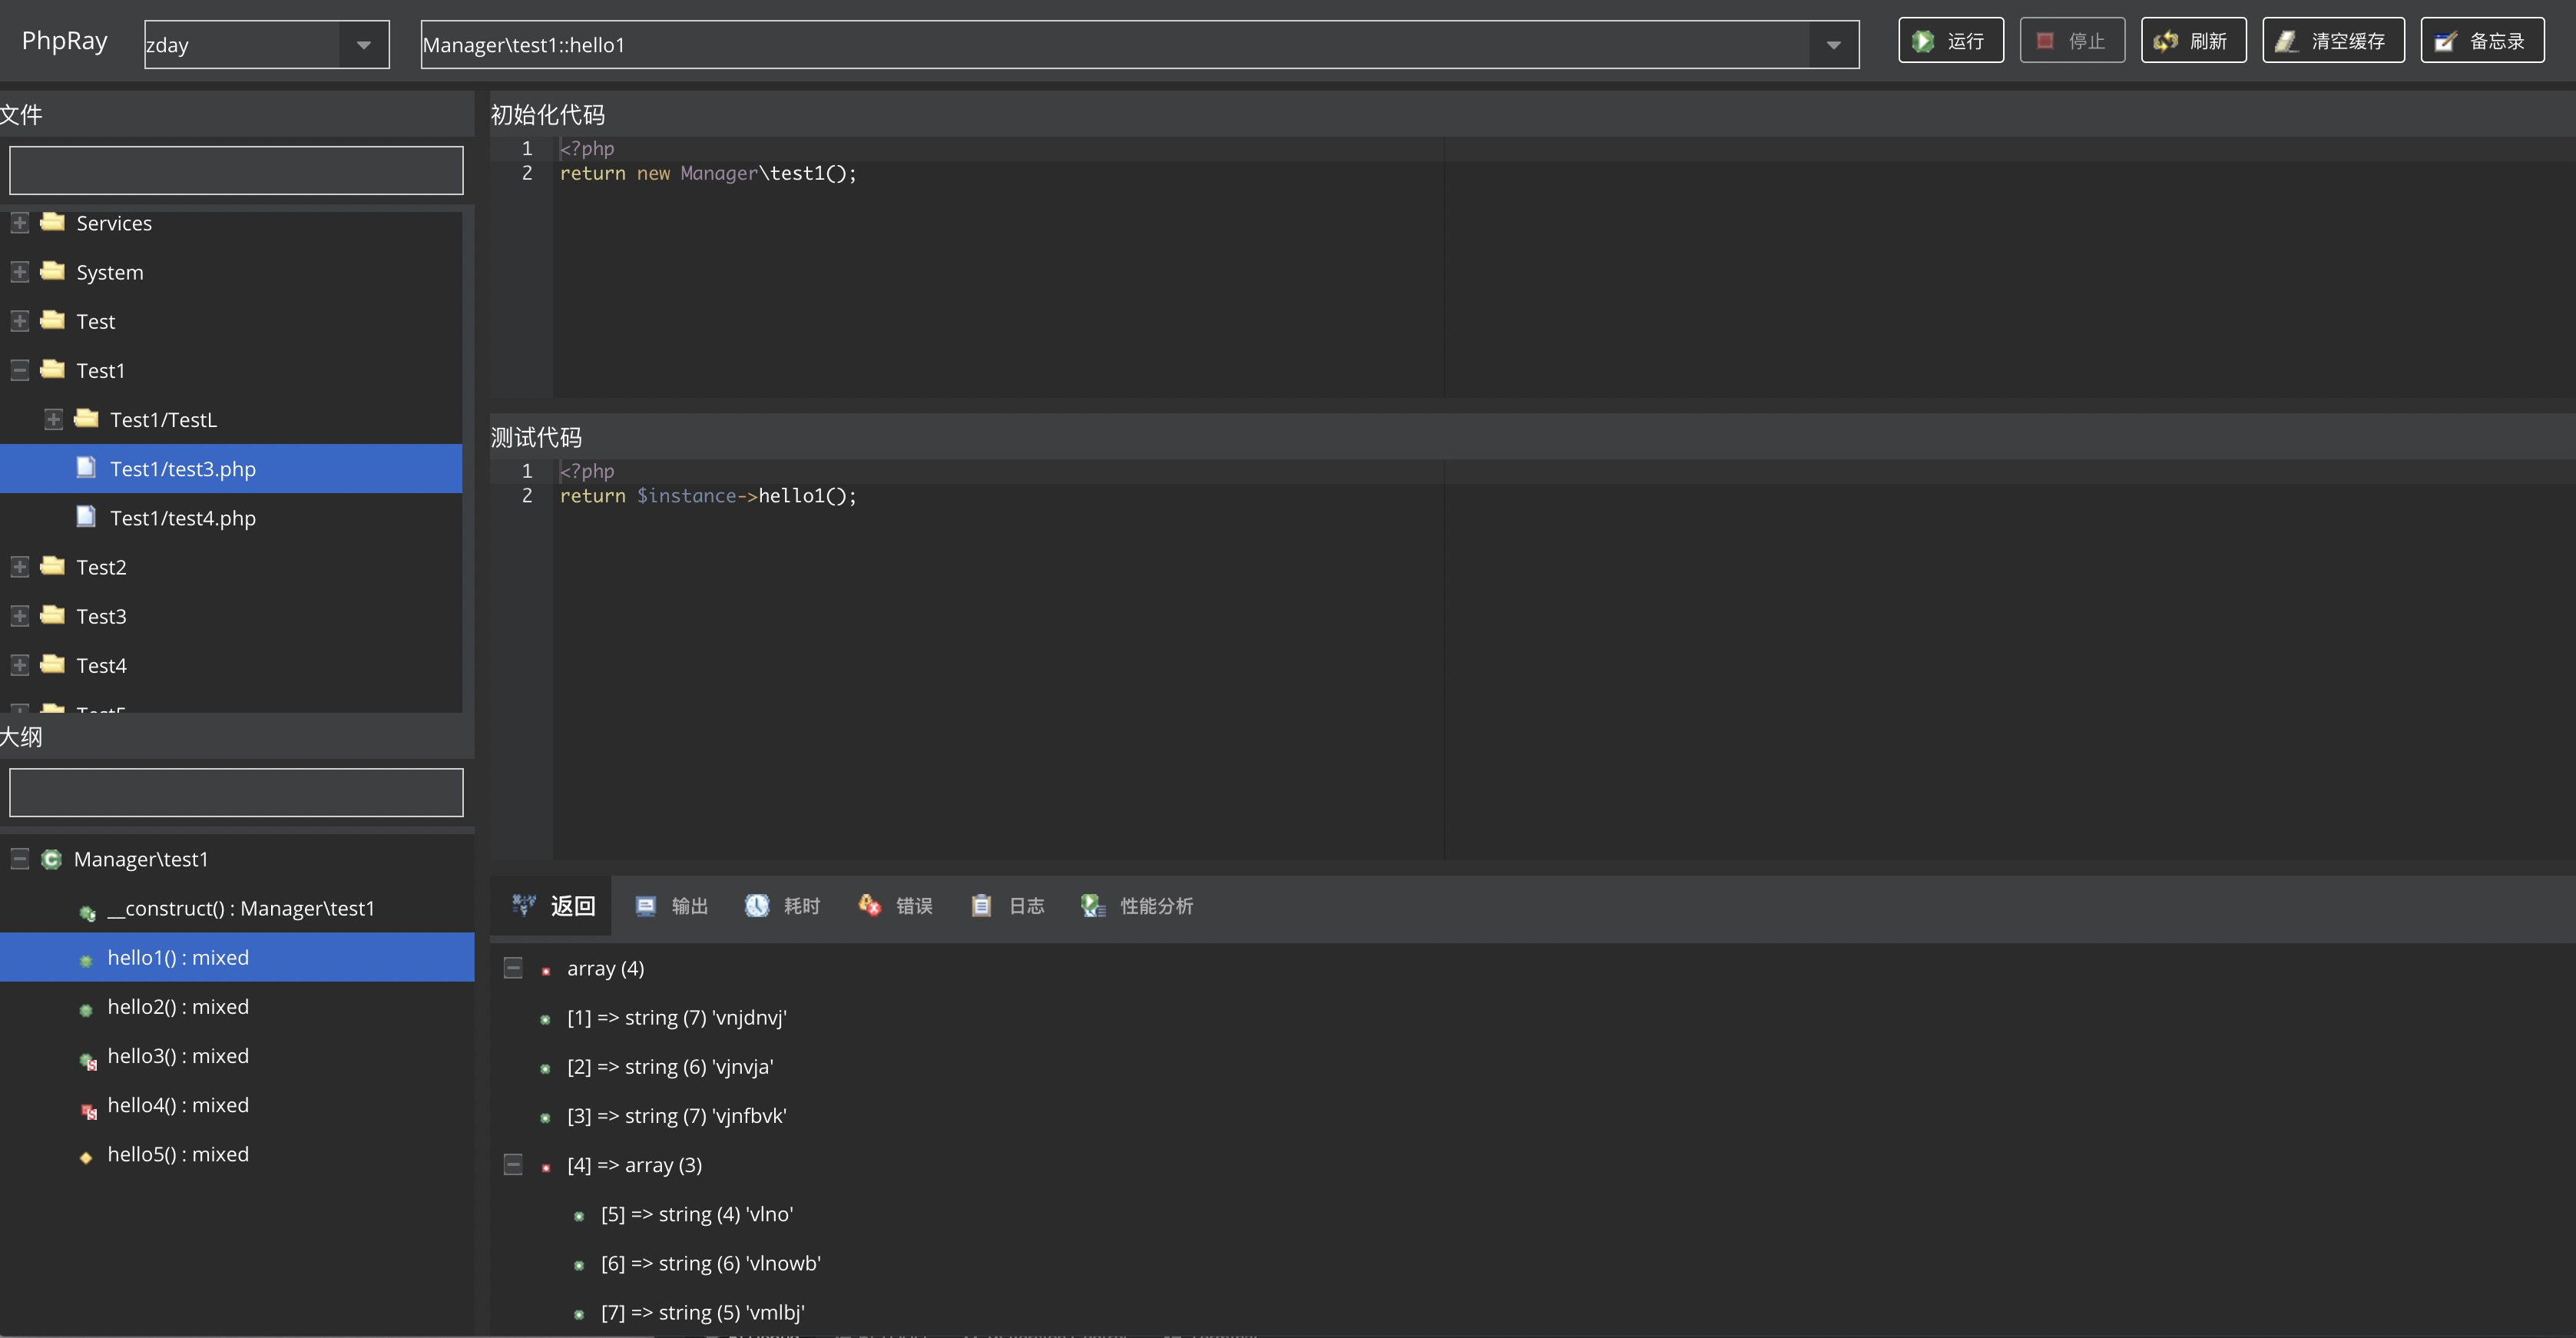 PhpRay
zday
Manager\test1::hello1
运行
停止
刷新
清空缓存
备忘录
文件
Services
System
Test
Test1
Test1/TestL
Test1/test3.php
Test1/test4.php
Test2
Test3
Test4
大纲
Manager\test1
__construct() : Manager\test1
hello1() : mixed
hello2() : mixed
hello3() : mixed
hello4() : mixed
hello5() : mixed
初始化代码
1 <?php
2 return new Manager\test1();
测试代码
1 <?php
2 return $instance->hello1();
返回
输出
耗时
错误
日志
性能分析
array (4)
[1] => string (7) 'vnjdnvj'
[2] => string (6) 'vjnvja'
[3] => string (7) 'vjnfbvk'
[4] => array (3)
[5] => string (4) 'vlno'
[6] => string (6) 'vlnowb'
[7] => string (5) 'vmlbj'